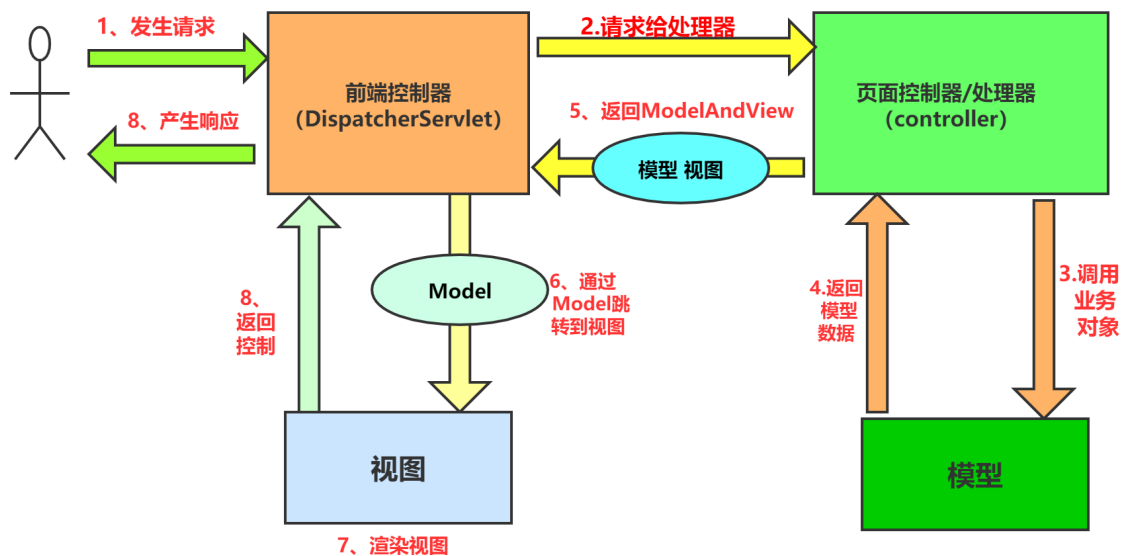 1、发生请求
2.请求给处理器
前端控制器
（DispatcherServlet）
页面控制器/处理器
（controller）
8、产生响应
5、返回ModelAndView
模型 视图
Model
6、通过
Model跳
转到视图
8、
返回
控制
4.返回
模型
数据
3.调用
业务
对象
视图
模型
7、渲染视图